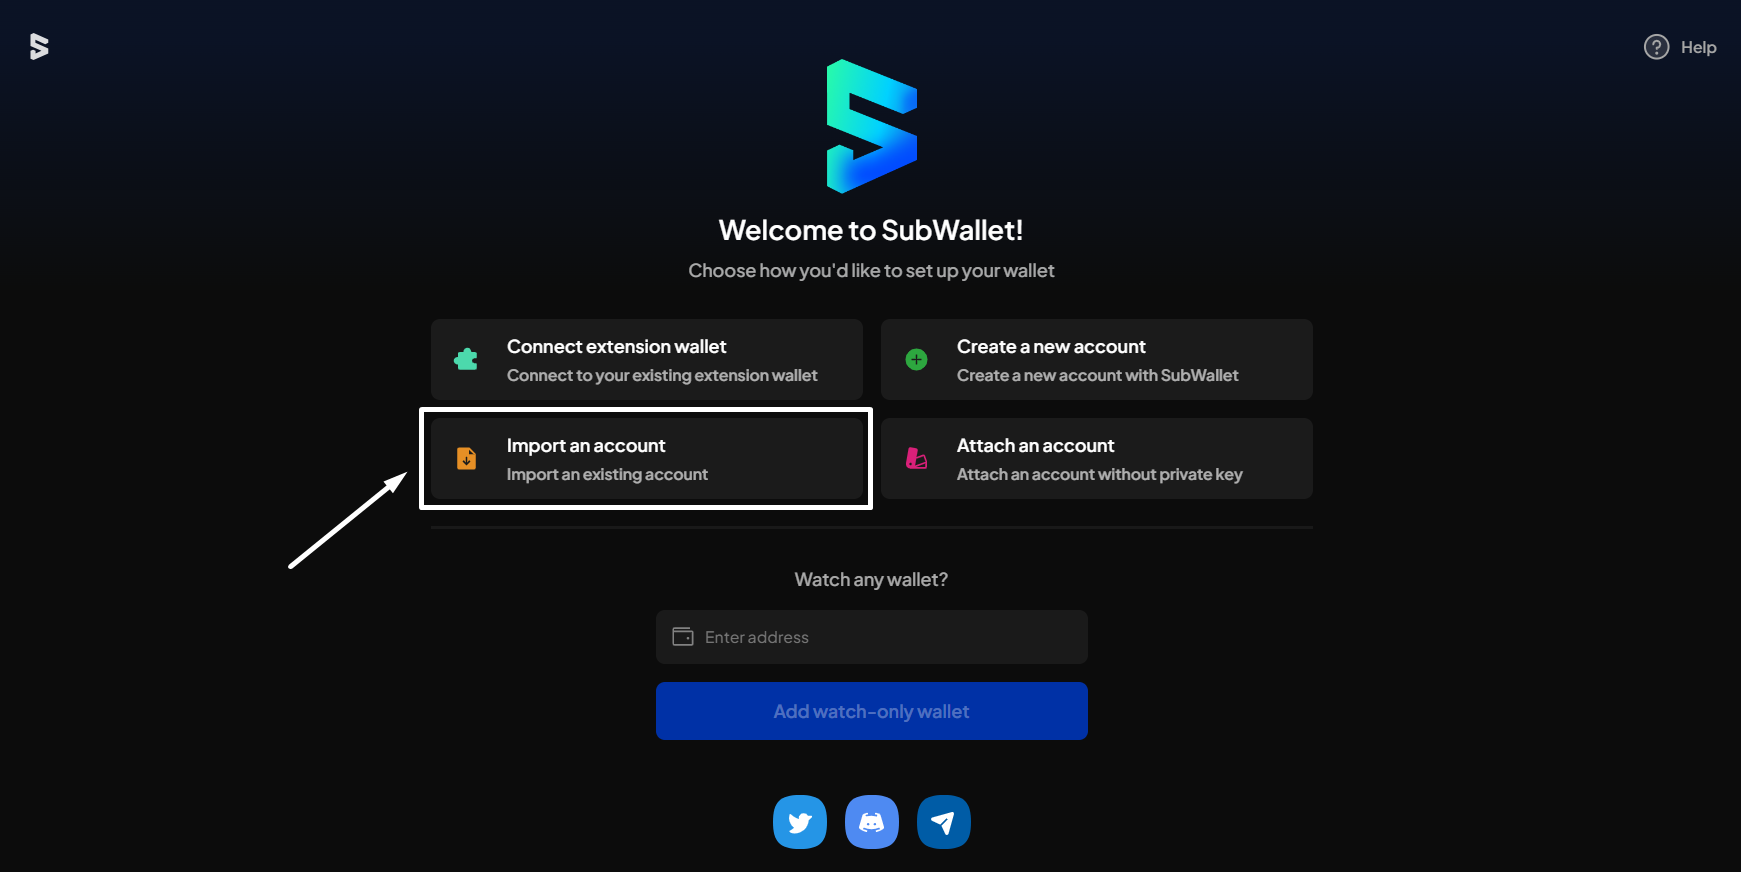 Help
Welcome to SubWallet!
Choose how you'd like to set up your wallet
Connect extension wallet
Connect to your existing extension wallet
Create a new account
Create a new account with SubWallet
Import an account
Import an existing account
Attach an account
Attach an account without private key
Watch any wallet?
Enter address
Add watch-only wallet